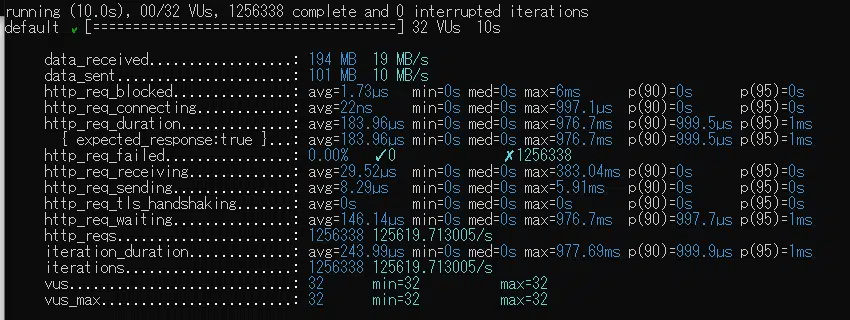 running (10.0s), 00/32 VUs, 1256338 complete and 0 interrupted iterations
default ✓ [======================================] 32 VUs  10s
data_received..................: 194 MB  19 MB/s
data_sent......................: 101 MB  10 MB/s
http_req_blocked...............: avg=1.73µs   min=0s med=0s max=6ms      p(90)=0s      p(95)=0s
http_req_connecting............: avg=22ns     min=0s med=0s max=997.1µs  p(90)=0s      p(95)=0s
http_req_duration..............: avg=183.96µs min=0s med=0s max=976.7ms  p(90)=999.5µs p(95)=1ms
{ expected_response:true }...: avg=183.96µs min=0s med=0s max=976.7ms  p(90)=999.5µs p(95)=1ms
http_req_failed................: 0.00%   ✓0             ✗1256338
http_req_receiving.............: avg=29.52µs  min=0s med=0s max=383.04ms p(90)=0s      p(95)=0s
http_req_sending...............: avg=8.29µs   min=0s med=0s max=5.91ms   p(90)=0s      p(95)=0s
http_req_tls_handshaking.......: avg=0s       min=0s med=0s max=0s       p(90)=0s      p(95)=0s
http_req_waiting...............: avg=146.14µs min=0s med=0s max=976.7ms  p(90)=997.7µs p(95)=1ms
http_reqs......................: 1256338 125619.713005/s
iteration_duration.............: avg=243.99µs min=0s med=0s max=977.69ms p(90)=999.9µs p(95)=1ms
iterations.....................: 1256338 125619.713005/s
vus............................: 32      min=32         max=32
vus_max........................: 32      min=32         max=32